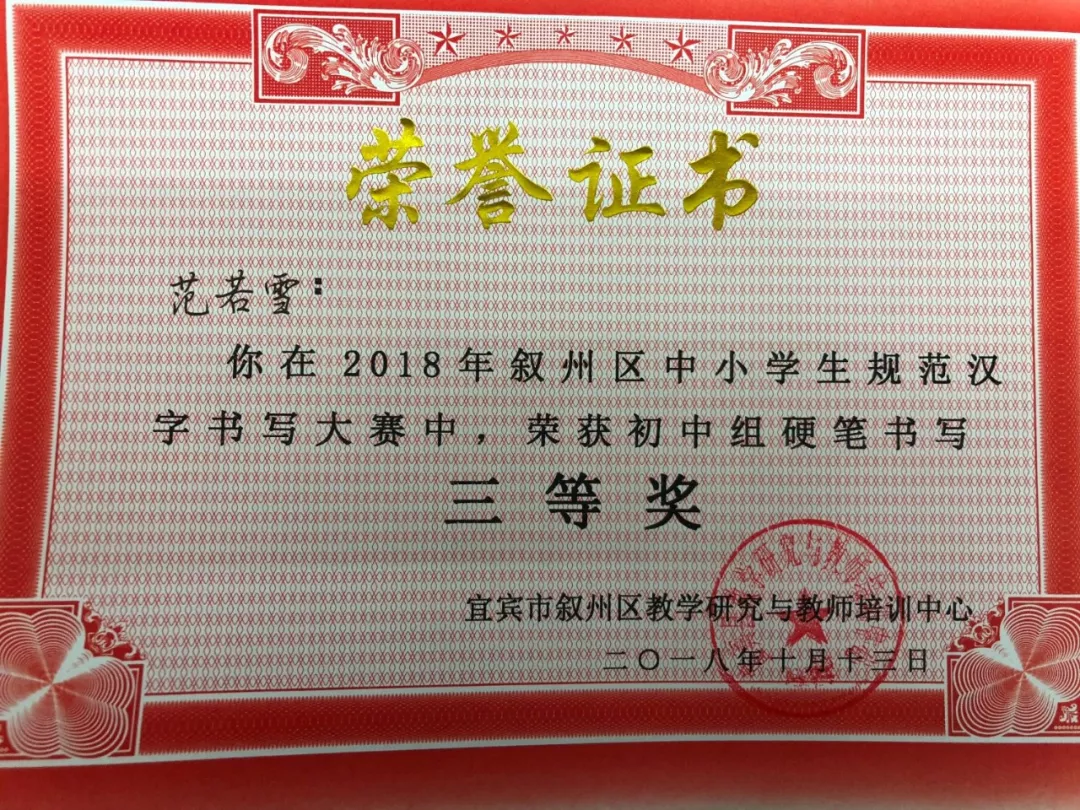 荣誉证书
范若雪：
你在2018年叙州区中小学生规范汉
字书写大赛中，荣获初中组硬笔书写
三等奖
宜宾市叙州区教学研究与教师培训中心
二〇一八年十月十三日